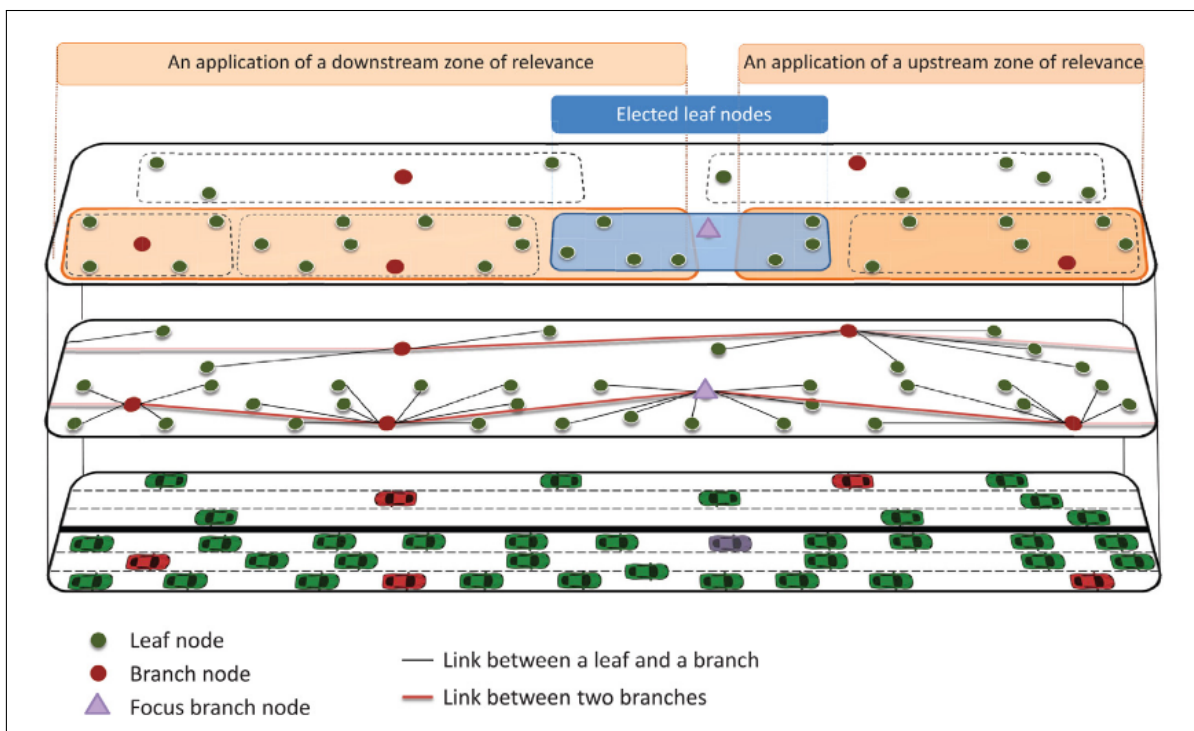 An application of a downstream zone of relevance
An application of a upstream zone of relevance
Elected leaf nodes
Leaf node
Branch node
Focus branch node
Link between a leaf and a branch
Link between two branches